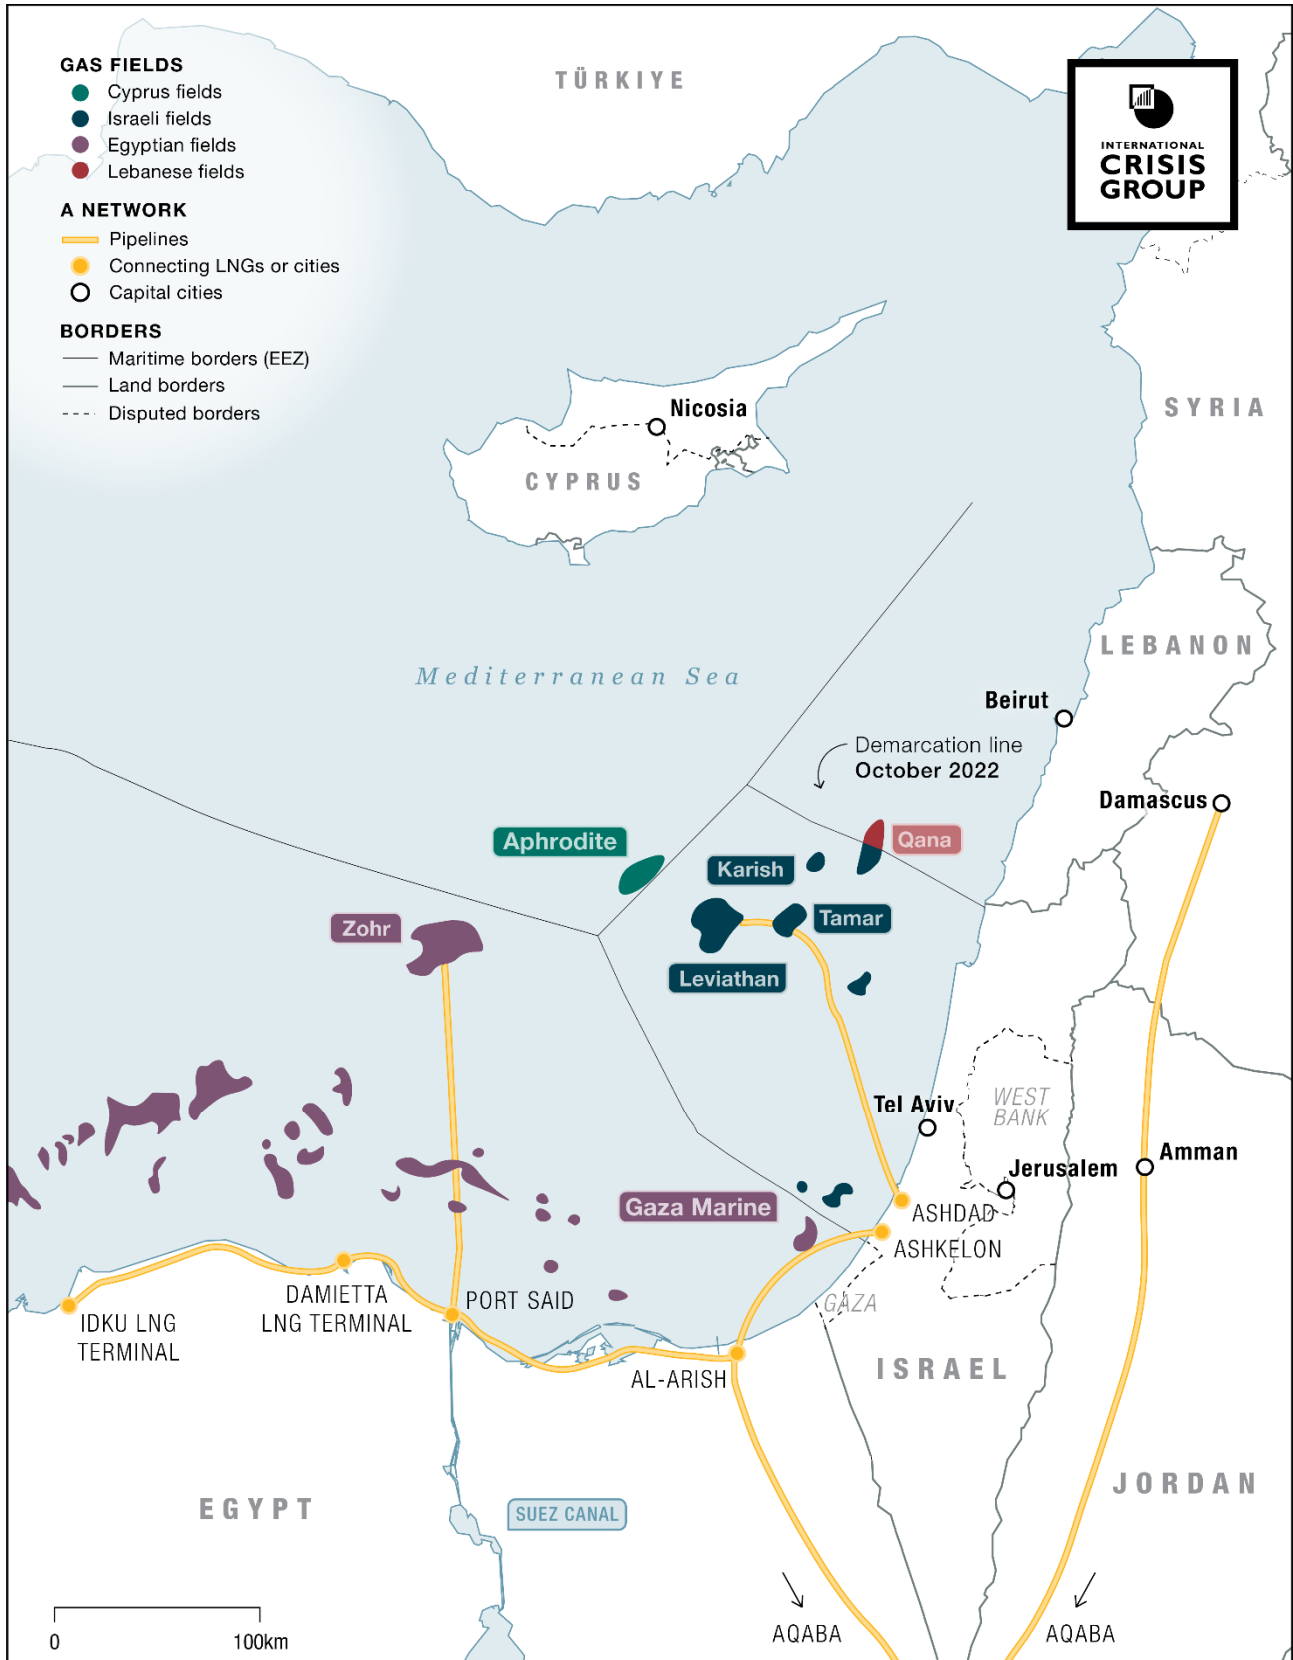 GAS FIELDS
Cyprus fields
Israeli fields
Egyptian fields
Lebanese fields
A NETWORK
Pipelines
Connecting LNGs or cities
Capital cities
BORDERS
Maritime borders (EEZ)
Land borders
Disputed borders
TÜRKIYE
INTERNATIONAL
CRISIS
GROUP
Nicosia
CYPRUS
SYRIA
LEBANON
Mediterranean Sea
Beirut
Demarcation line
October 2022
Damascus
Aphrodite
Qana
Karish
Zohr
Tamar
Leviathan
Tel Aviv
WEST
BANK
Jerusalem
Amman
Gaza Marine
ASHDAD
ASHKELON
IDKU LNG
TERMINAL
DAMIETTA
LNG TERMINAL
PORT SAID
GAZA
AL-ARISH
ISRAEL
JORDAN
EGYPT
SUEZ CANAL
AQABA
AQABA
0
100km